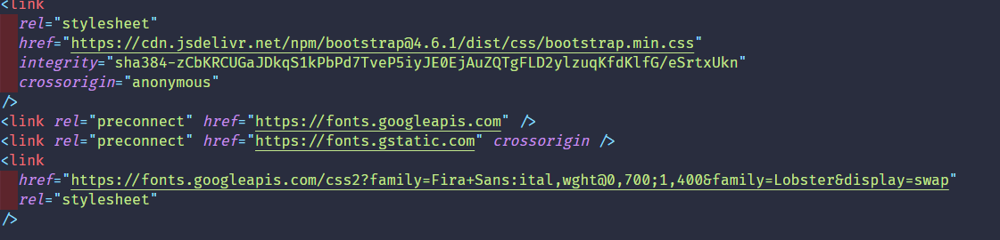 <link
rel="stylesheet"
href="https://cdn.jsdelivr.net/npm/bootstrap@4.6.1/dist/css/bootstrap.min.css"
integrity="sha384-zCbKRCUGaJDkqS1kPbPd7TveP5iyJE0EjAuZQTgFLD2ylzuqKfdKlfG/eSrtxUkn"
crossorigin="anonymous"
/>
<link rel="preconnect" href="https://fonts.googleapis.com" />
<link rel="preconnect" href="https://fonts.gstatic.com" crossorigin />
<link
href="https://fonts.googleapis.com/css2?family=Fira+Sans:ital,wght@0,700;1,400&family=Lobster&display=swap"
rel="stylesheet"
/>